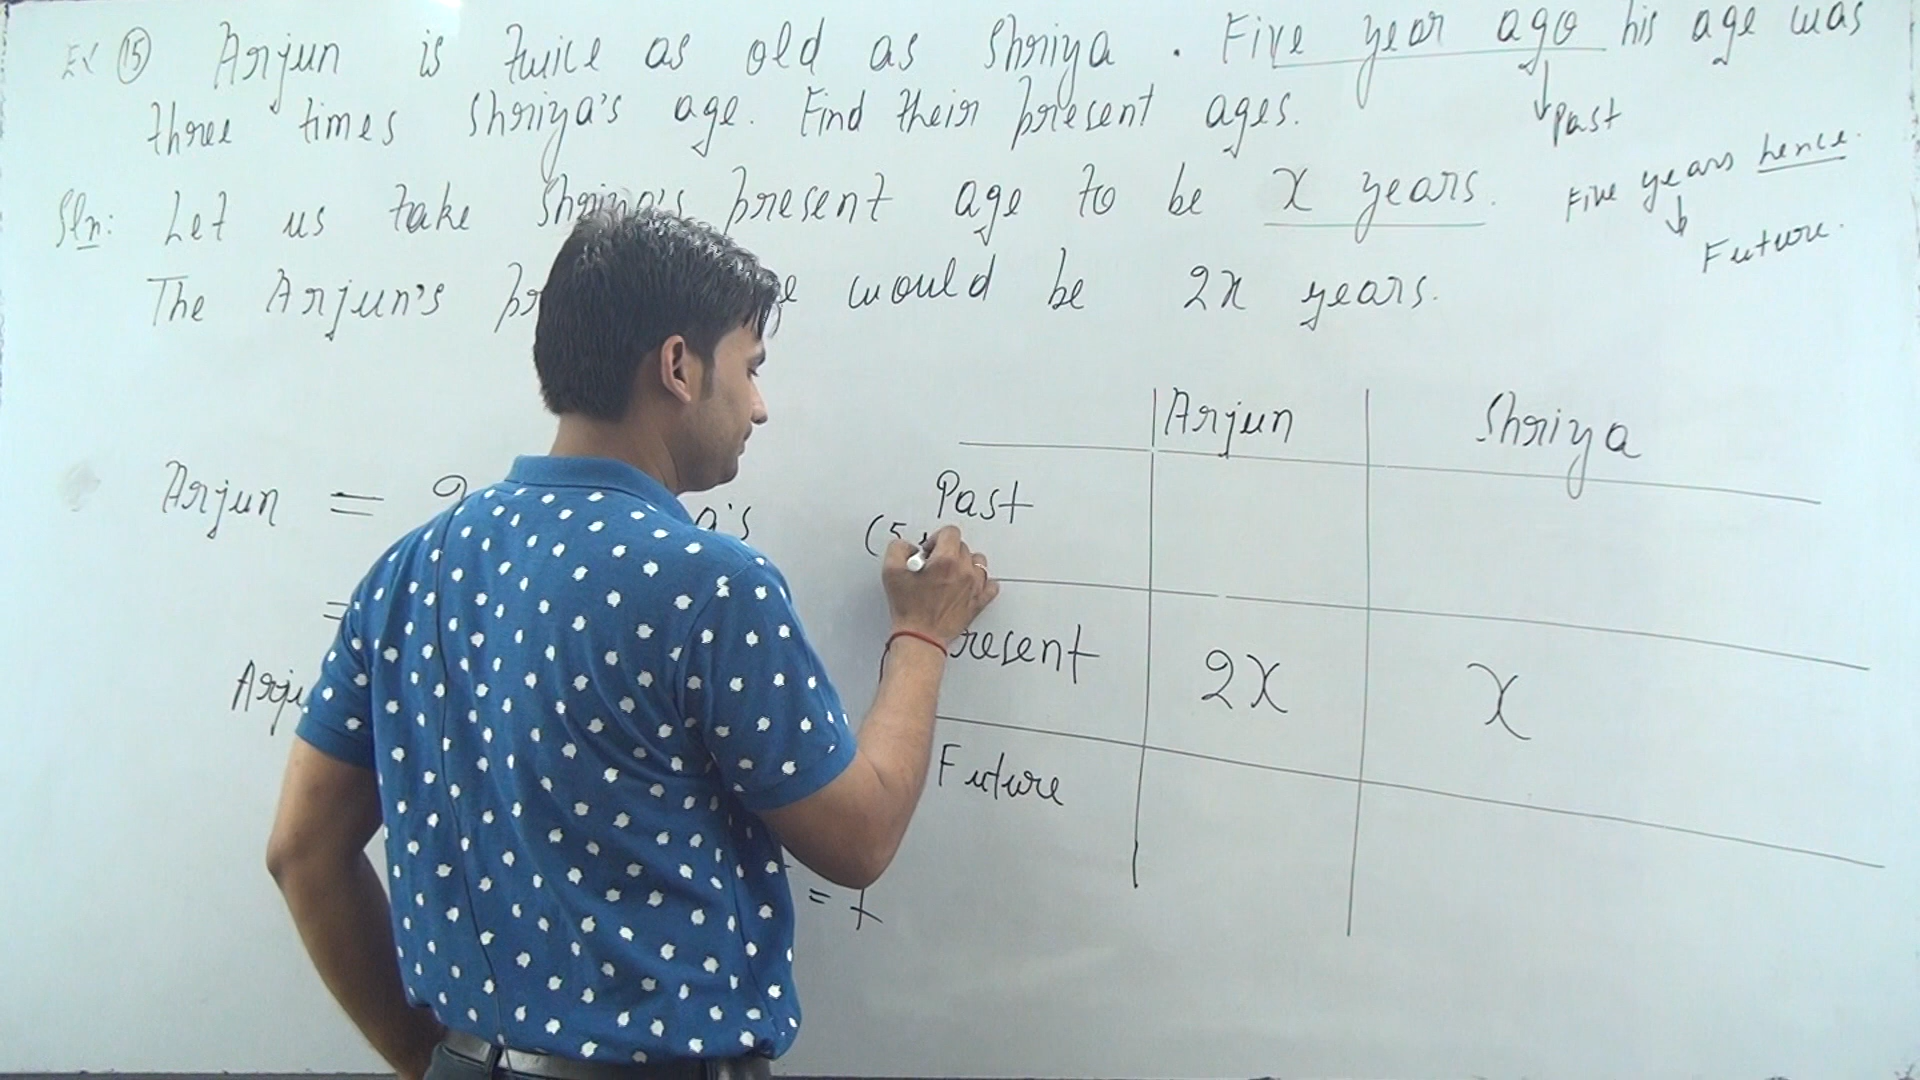 Ex (15) Arjun is twice as old as Shriya. Five year ago his age was
three times Shriya's age. Find their present ages.
↓Past
Sln: Let us take Shriya's present age to be x years.
Five years hence.
↓
Future.
The Arjun's would be 2x years.
Arjun Shriya
Arjun =
Past
(5
=
Present 2x x
Future
=